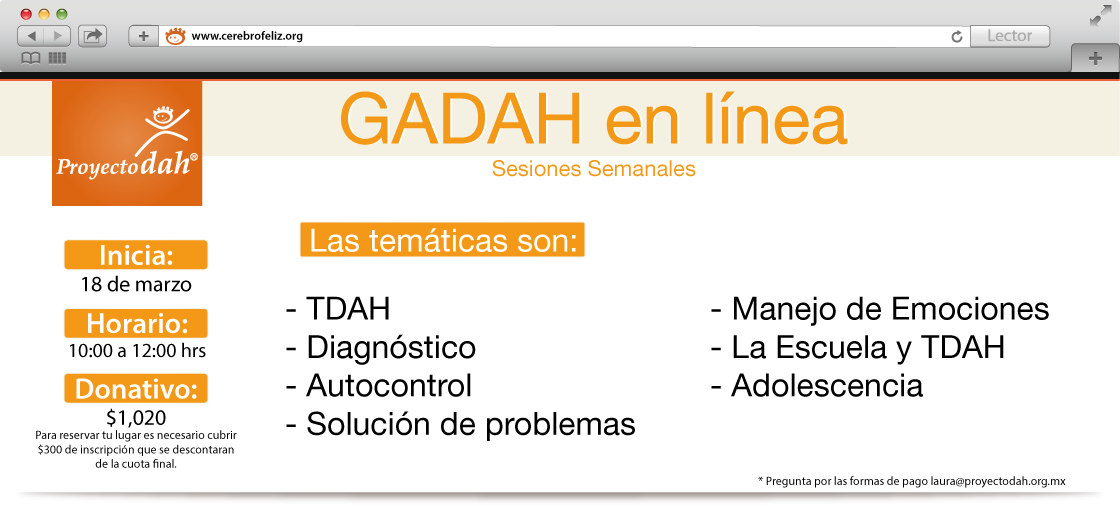 www.cerebrofeliz.org
Lector
Proyectodah®
GADAH en línea
Sesiones Semanales
Inicia:
18 de marzo
Horario:
10:00 a 12:00 hrs
Donativo:
$1,020
Para reservar tu lugar es necesario cubrir
$300 de inscripción que se descontaran
de la cuota final.
Las temáticas son:
- TDAH
- Diagnóstico
- Autocontrol
- Solución de problemas
- Manejo de Emociones
- La Escuela y TDAH
- Adolescencia
* Pregunta por las formas de pago laura@proyectodah.org.mx